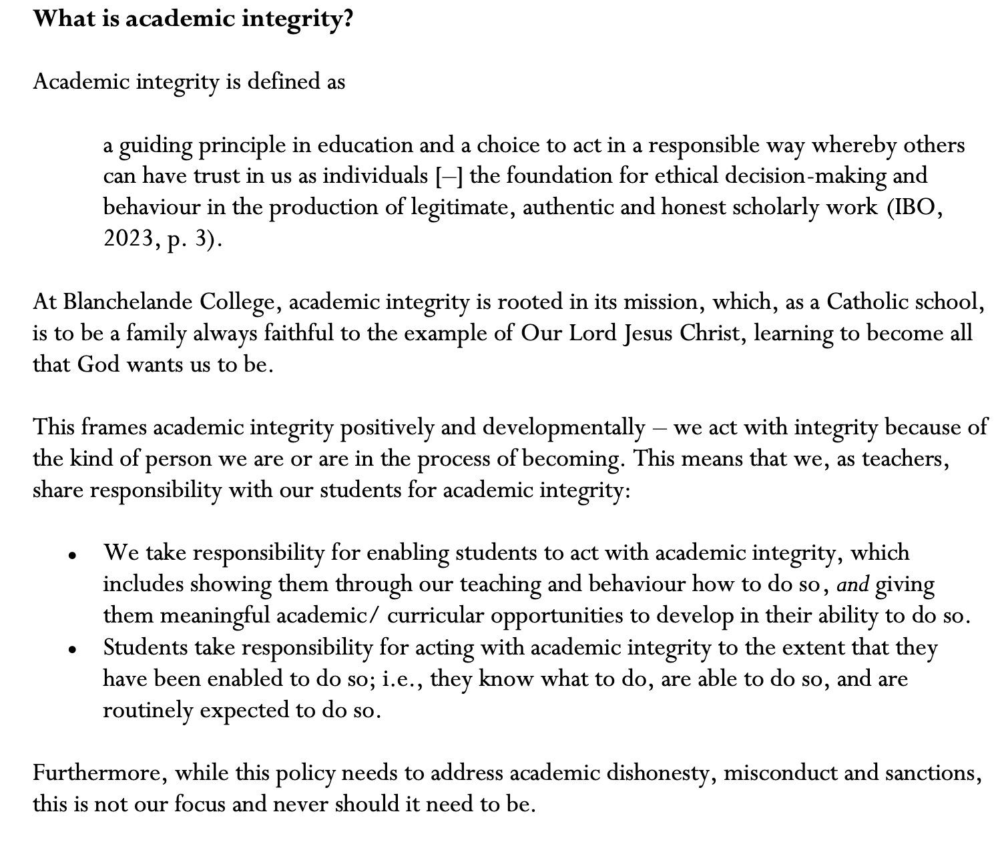 What is academic integrity?
Academic integrity is defined as
a guiding principle in education and a choice to act in a responsible way whereby others
can have trust in us as individuals [–] the foundation for ethical decision-making and
behaviour in the production of legitimate, authentic and honest scholarly work (IBO,
2023, p. 3).
At Blanchelande College, academic integrity is rooted in its mission, which, as a Catholic school,
is to be a family always faithful to the example of Our Lord Jesus Christ, learning to become all
that God wants us to be.
This frames academic integrity positively and developmentally – we act with integrity because of
the kind of person we are or are in the process of becoming. This means that we, as teachers,
share responsibility with our students for academic integrity:
• We take responsibility for enabling students to act with academic integrity, which
includes showing them through our teaching and behaviour how to do so, and giving
them meaningful academic/ curricular opportunities to develop in their ability to do so.
• Students take responsibility for acting with academic integrity to the extent that they
have been enabled to do so; i.e., they know what to do, are able to do so, and are
routinely expected to do so.
Furthermore, while this policy needs to address academic dishonesty, misconduct and sanctions,
this is not our focus and never should it need to be.